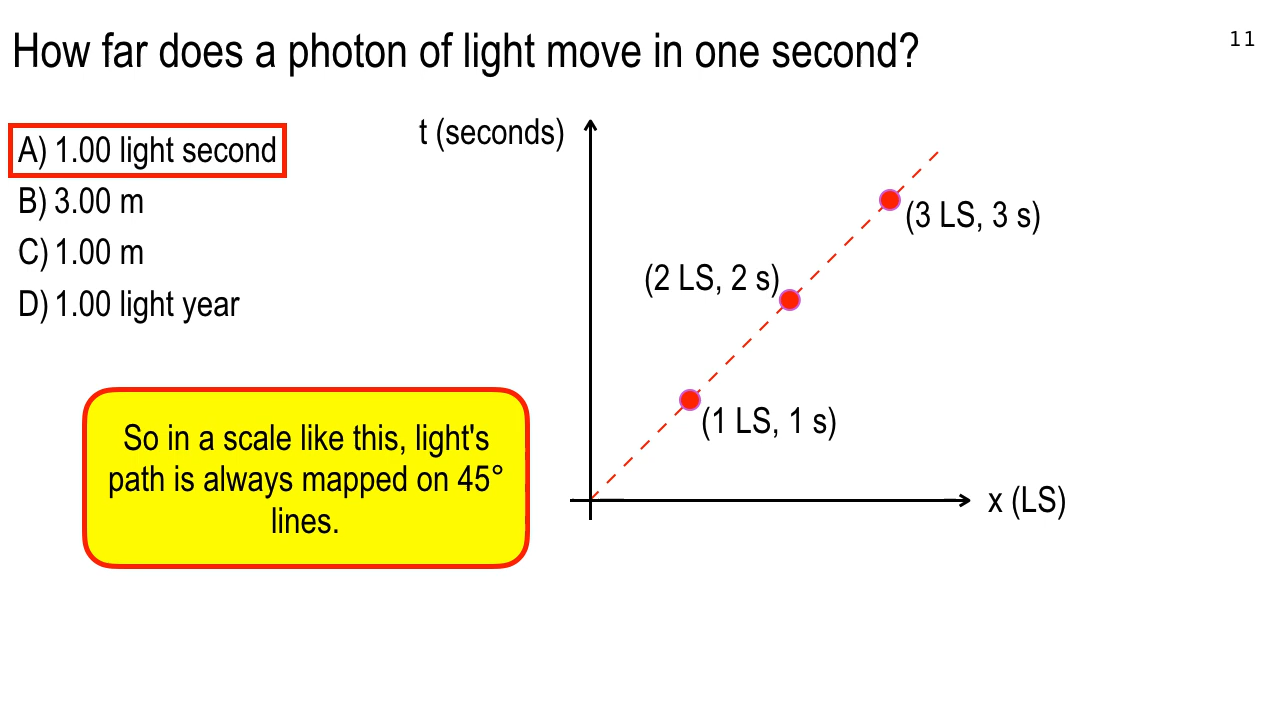 How far does a photon of light move in one second?
11
A) 1.00 light second
B) 3.00 m
C) 1.00 m
D) 1.00 light year
t (seconds)
(3 LS, 3 s)
(2 LS, 2 s)
(1 LS, 1 s)
x (LS)
So in a scale like this, light's
path is always mapped on 45°
lines.